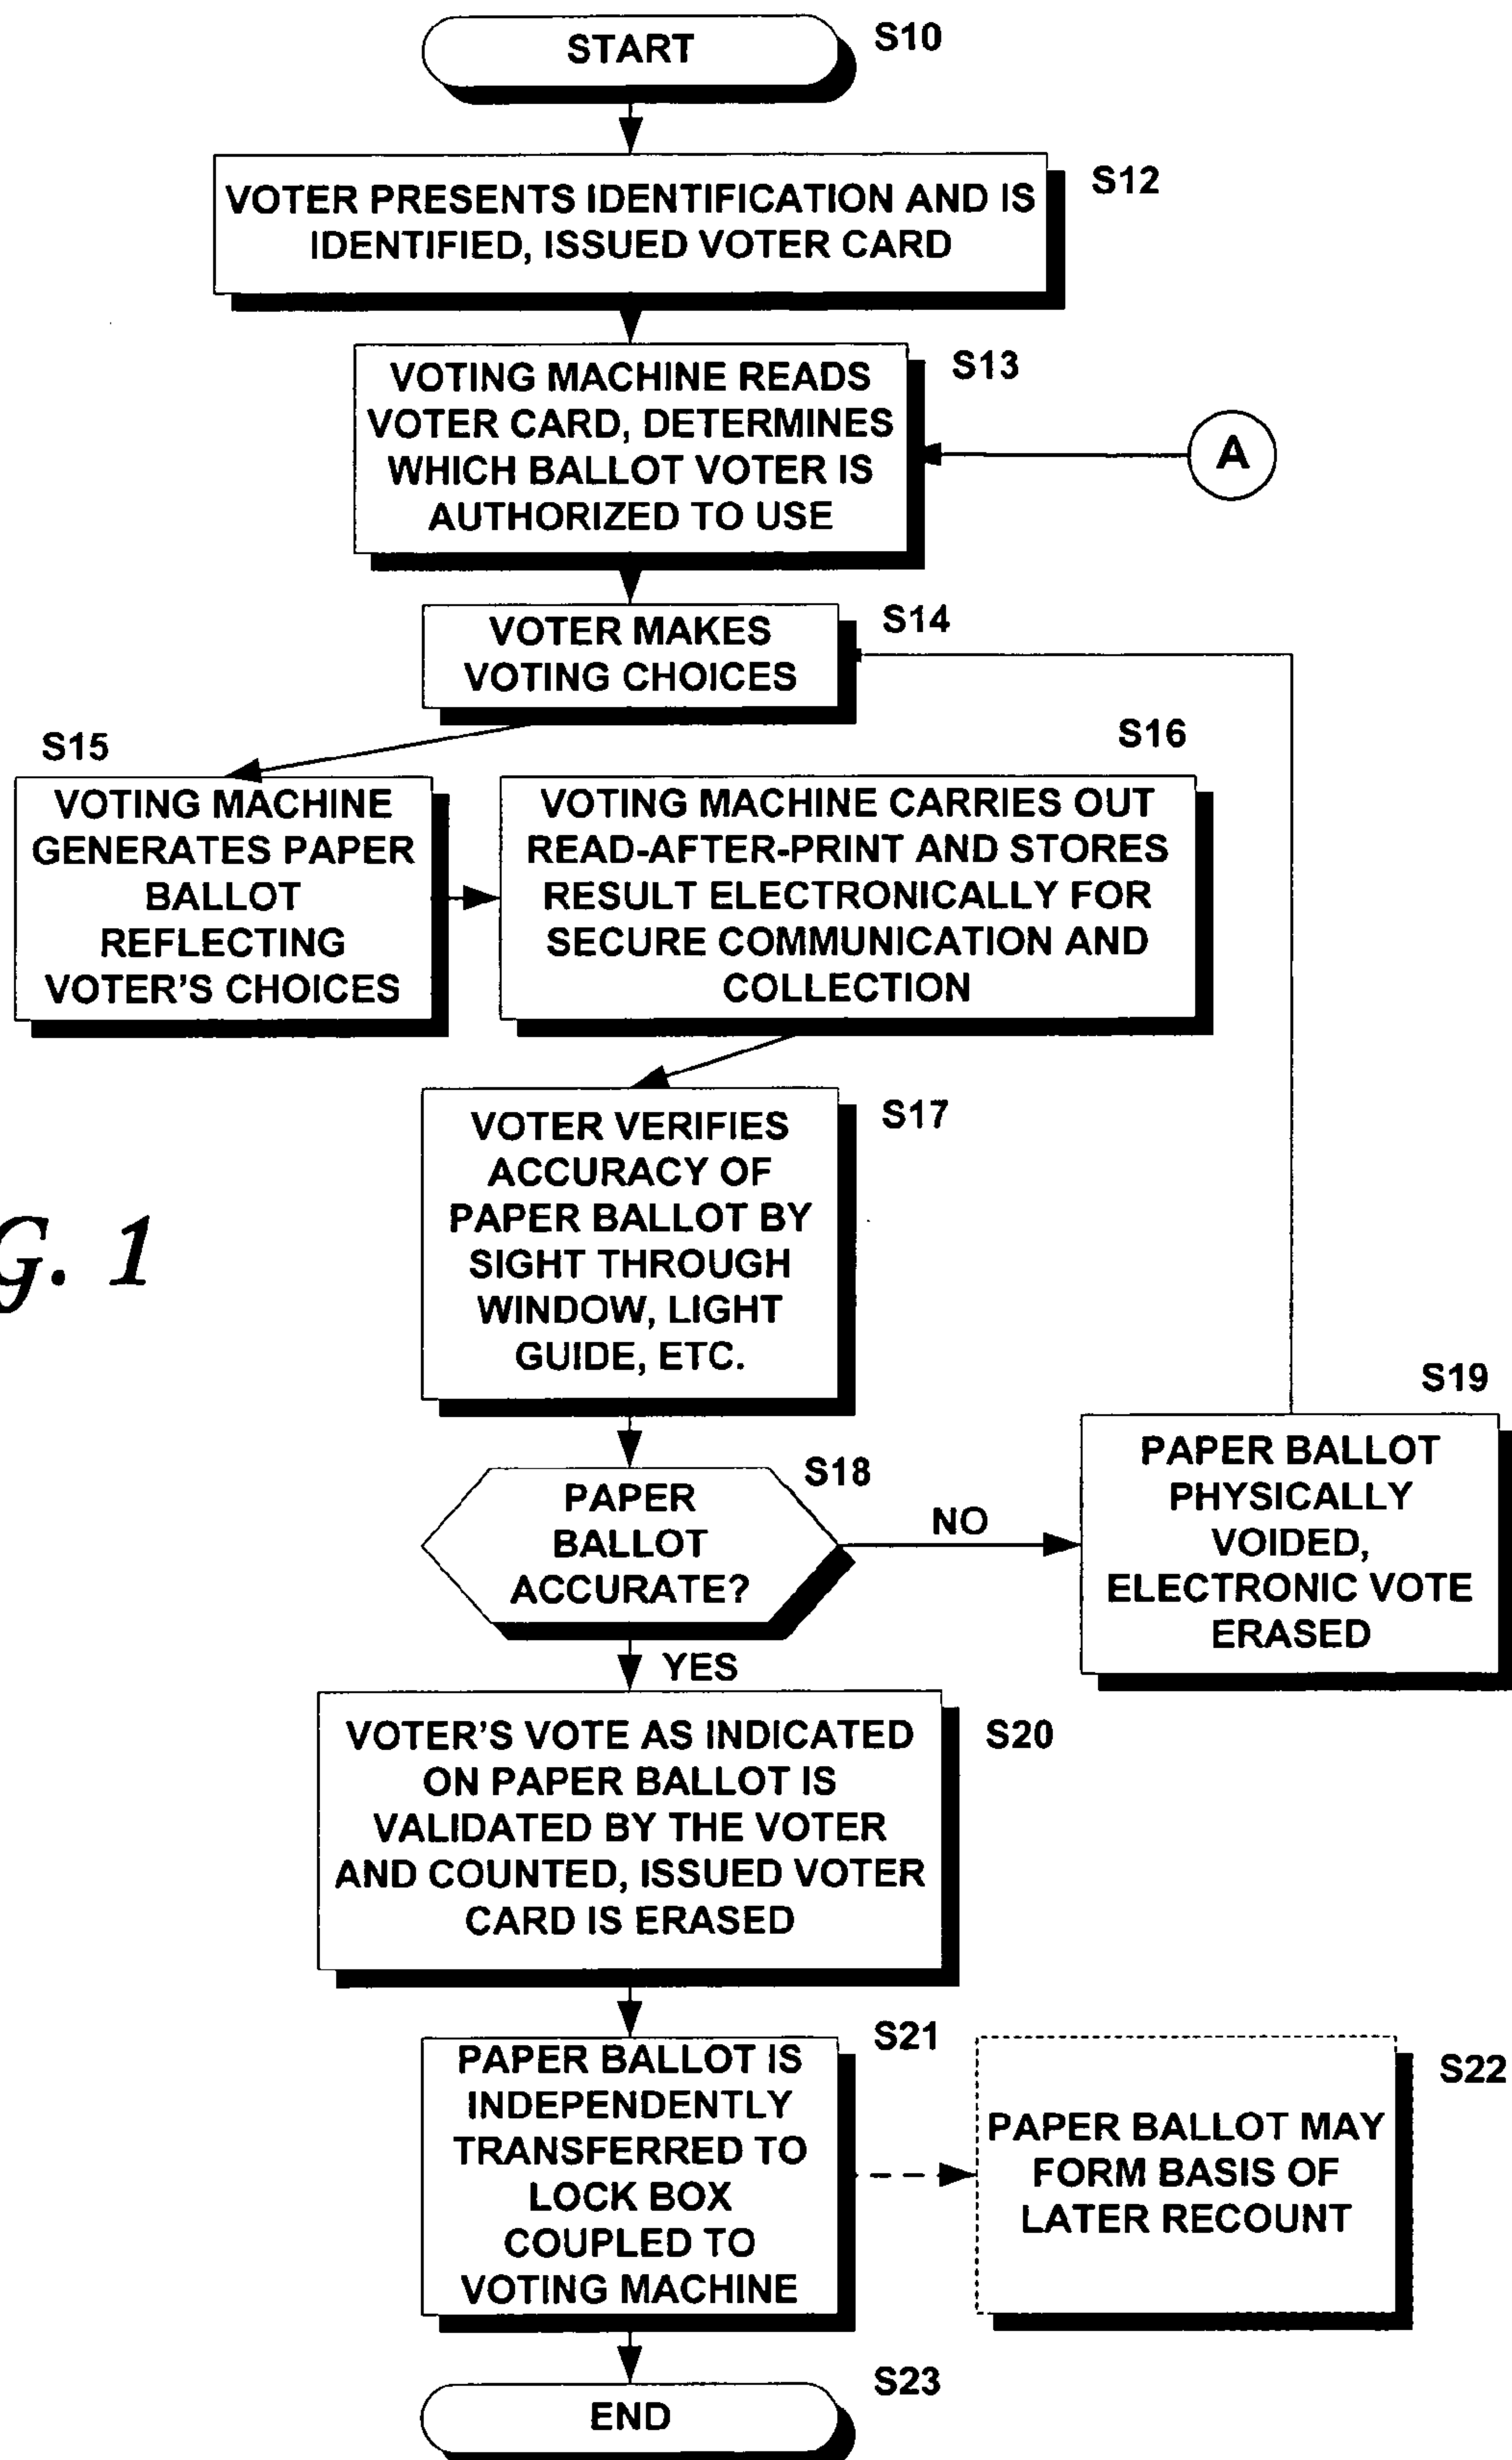 START
S10
VOTER PRESENTS IDENTIFICATION AND IS
IDENTIFIED, ISSUED VOTER CARD
S12
VOTING MACHINE READS
VOTER CARD, DETERMINES
WHICH BALLOT VOTER IS
AUTHORIZED TO USE
S13
A
VOTER MAKES
VOTING CHOICES
S14
S15
VOTING MACHINE
GENERATES PAPER
BALLOT
REFLECTING
VOTER'S CHOICES
S16
VOTING MACHINE CARRIES OUT
READ-AFTER-PRINT AND STORES
RESULT ELECTRONICALLY FOR
SECURE COMMUNICATION AND
COLLECTION
VOTER VERIFIES
ACCURACY OF
PAPER BALLOT BY
SIGHT THROUGH
WINDOW, LIGHT
GUIDE, ETC.
S17
G. 1
PAPER
BALLOT
ACCURATE?
S18
NO
S19
PAPER BALLOT
PHYSICALLY
VOIDED,
ELECTRONIC VOTE
ERASED
YES
VOTER'S VOTE AS INDICATED
ON PAPER BALLOT IS
VALIDATED BY THE VOTER
AND COUNTED, ISSUED VOTER
CARD IS ERASED
S20
PAPER BALLOT IS
INDEPENDENTLY
TRANSFERRED TO
LOCK BOX
COUPLED TO
VOTING MACHINE
S21
PAPER BALLOT MAY
FORM BASIS OF
LATER RECOUNT
S22
END
S23